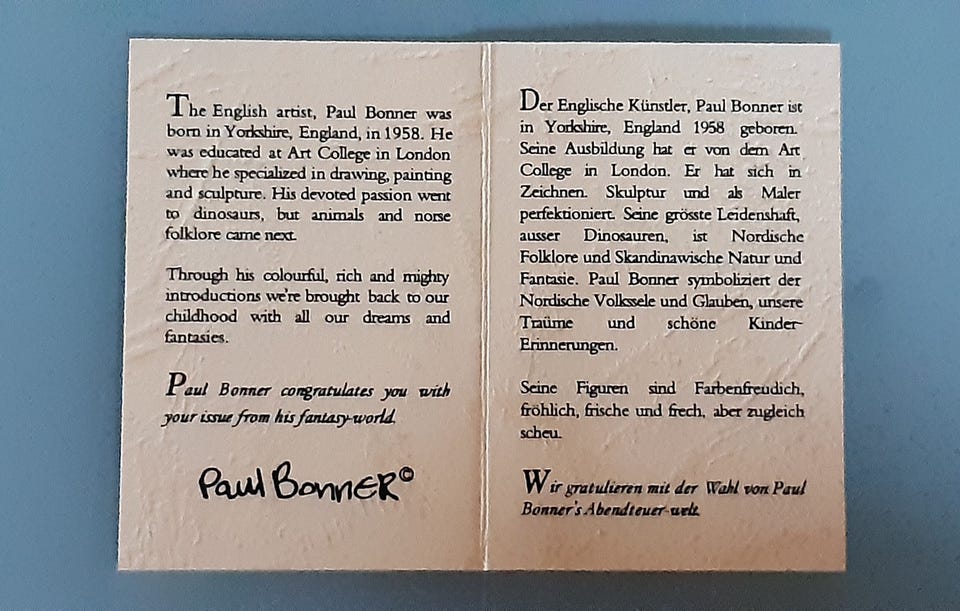 The English artist, Paul Bonner was
born in Yorkshire, England, in 1958. He
was educated at Art College in London
where he specialized in drawing, painting
and sculpture. His devoted passion went
to dinosaurs, but animals and norse
folklore came next.
Through his colourful, rich and mighty
introductions we're brought back to our
childhood with all our dreams and
fantasies.
Paul Bonner congratulates you with
your issue from his fantasy-world.
Paul Bonner©
Der Englische Künstler, Paul Bonner ist
in Yorkshire, England 1958 geboren.
Seine Ausbildung hat er von dem Art
College in London. Er hat sich in
Zeichnen. Skulptur und als Maler
perfektioniert. Seine grösste Leidenshaft,
ausser Dinosauren, ist Nordische
Folklore und Skandinawische Natur und
Fantasie. Paul Bonner symboliziert der
Nordische Volkssele und Glauben, unsere
Traüme und schöne Kinder-
Erinnerungen.
Seine Figuren sind Farbenfreudich,
fröhlich, frische und frech, aber zugleich
scheu.
Wir gratulieren mit der Wahl von Paul
Bonner's Abendteuer-welt.